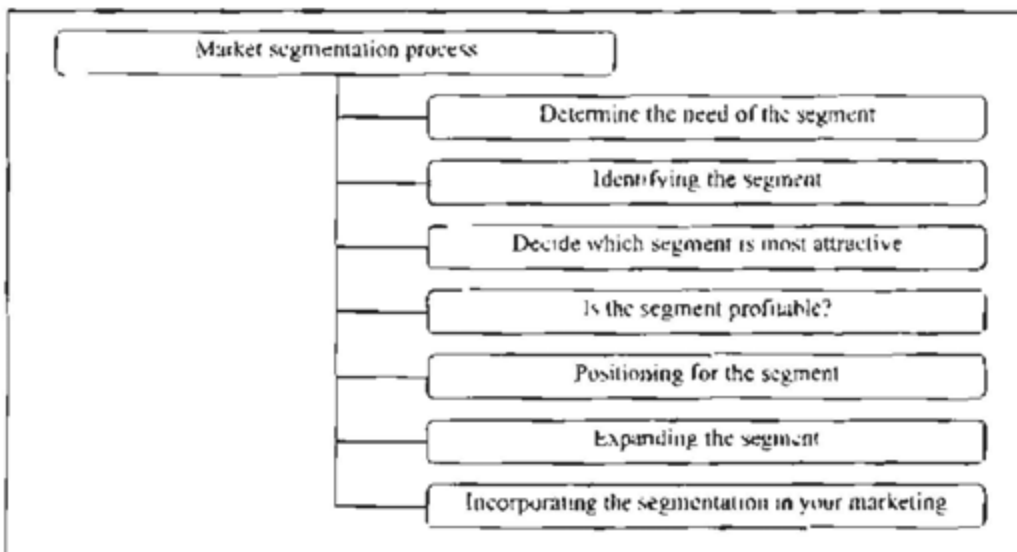 Market segmentation process
Determine the need of the segment
Identifying the segment
Decide which segment is most attractive
Is the segment profitable?
Positioning for the segment
Expanding the segment
Incorporating the segmentation in your marketing